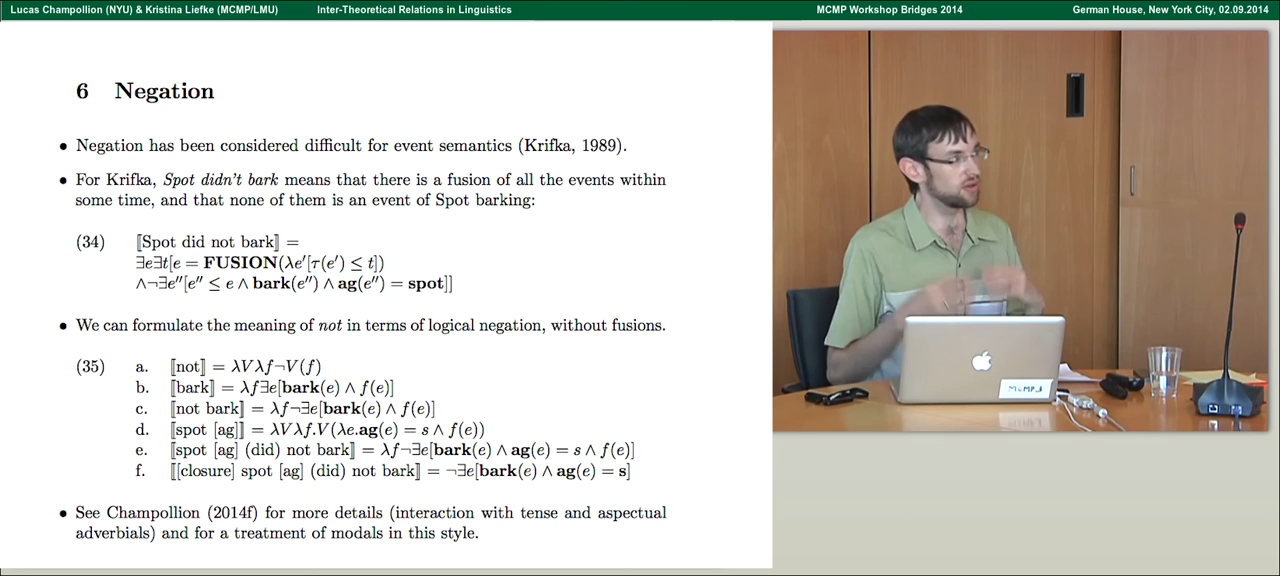 Lucas Champollion (NYU) & Kristina Liefke (MCMP/LMU) Inter-Theoretical Relations in Linguistics MCMP Workshop Bridges 2014 German House, New York City, 02.09.2014
6 Negation
• Negation has been considered difficult for event semantics (Krifka, 1989).
• For Krifka, Spot didn't bark means that there is a fusion of all the events within
some time, and that none of them is an event of Spot barking:
(34) ⟦Spot did not bark⟧ =
∃e∃t[e = FUSION(λe′[τ(e′) ≤ t])
∧¬∃e″[e″ ≤ e ∧ bark(e″) ∧ ag(e″) = spot]]
• We can formulate the meaning of not in terms of logical negation, without fusions.
(35) a. ⟦not⟧ = λVλf¬V(f)
b. ⟦bark⟧ = λf∃e[bark(e) ∧ f(e)]
c. ⟦not bark⟧ = λf¬∃e[bark(e) ∧ f(e)]
d. ⟦spot [ag]⟧ = λVλf.V(λe.ag(e) = s ∧ f(e))
e. ⟦spot [ag] (did) not bark⟧ = λf¬∃e[bark(e) ∧ ag(e) = s ∧ f(e)]
f. ⟦[closure] spot [ag] (did) not bark⟧ = ¬∃e[bark(e) ∧ ag(e) = s]
• See Champollion (2014f) for more details (interaction with tense and aspectual
adverbials) and for a treatment of modals in this style.